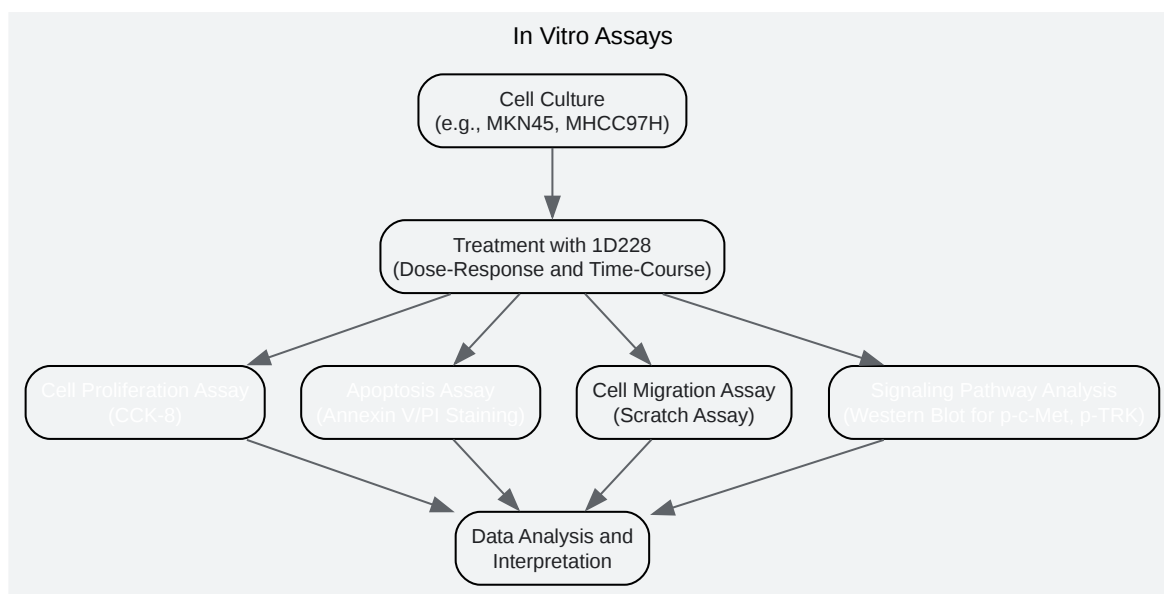 In Vitro Assays
Cell Culture
(e.g., MKN45, MHCC97H)
Treatment with 1D228
(Dose-Response and Time-Course)
Cell Proliferation Assay
(CCK-8)
Apoptosis Assay
(Annexin V/PI Staining)
Cell Migration Assay
(Scratch Assay)
Signaling Pathway Analysis
(Western Blot for p-c-Met, p-TRK)
Data Analysis and
Interpretation